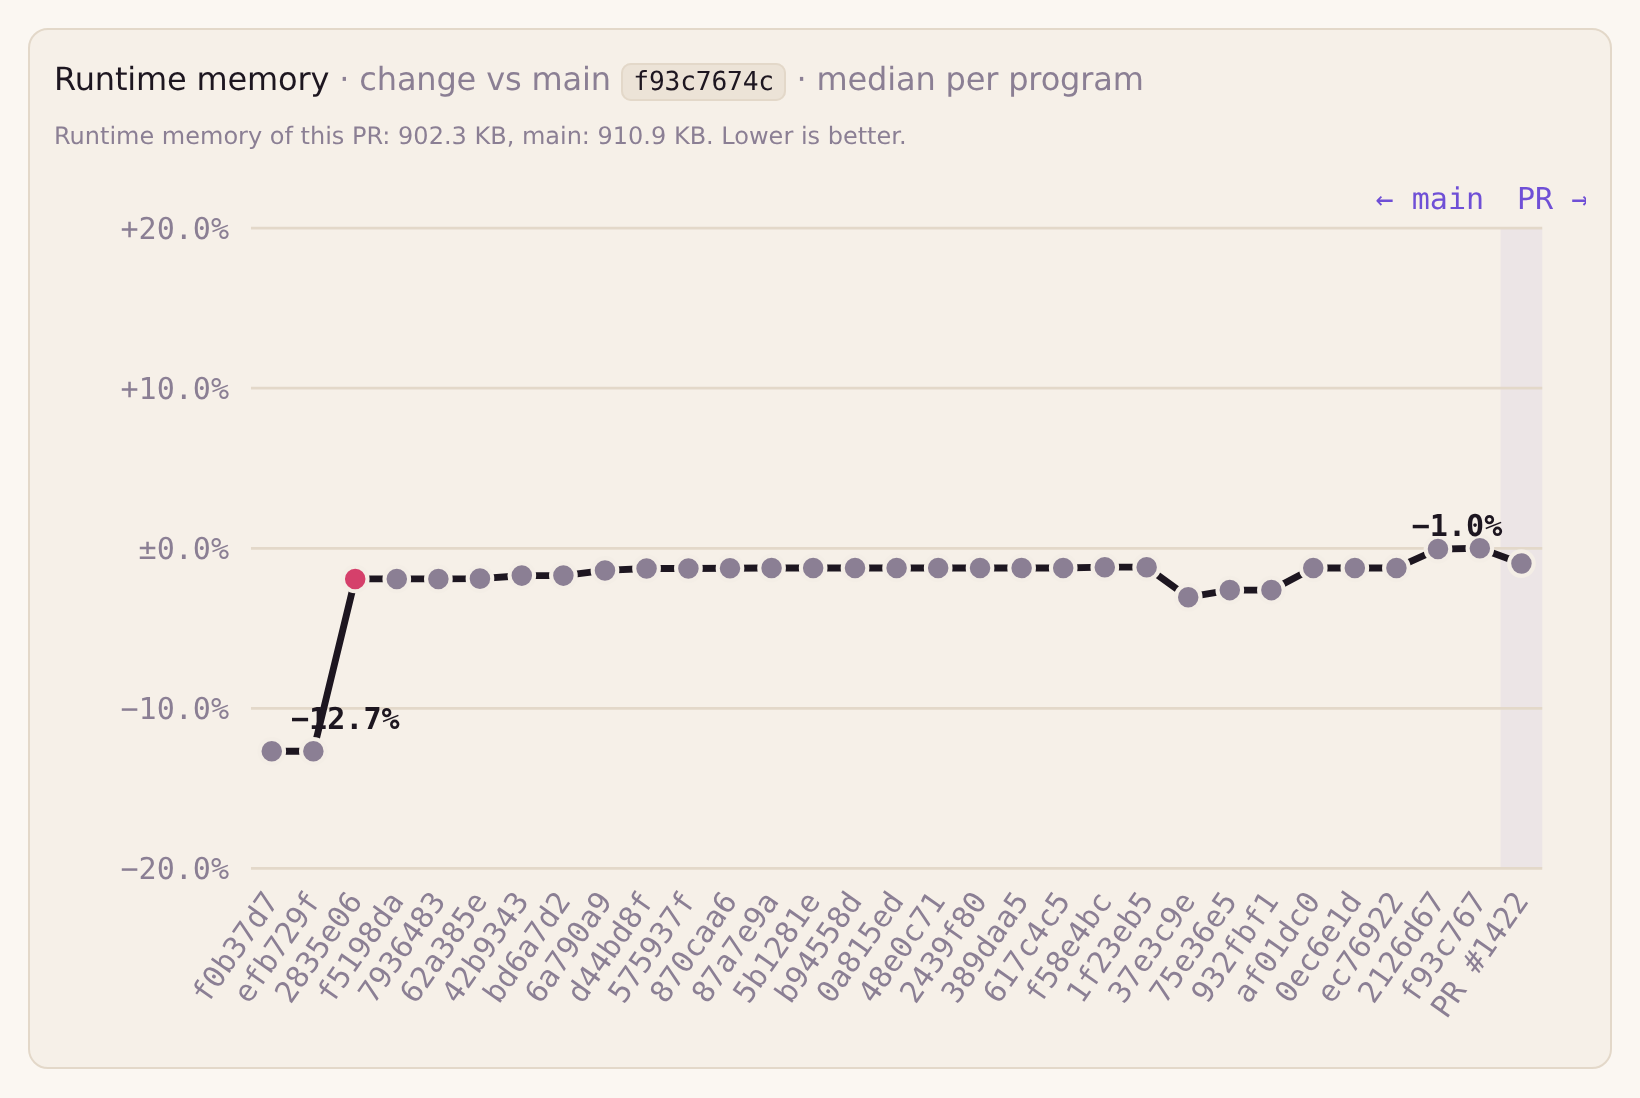 Runtime memory · change vs main f93c7674c · median per program
Runtime memory of this PR: 902.3 KB, main: 910.9 KB. Lower is better.
← main PR →
+20.0%
+10.0%
±0.0%
−10.0%
−20.0%
−1.0%
−12.7%
f0b37d7
efb729f
2835e06
f5198da
7936483
62a385e
42b9343
bd6a7d2
6a790a9
d44bd8f
575937f
870caa6
87a7e9a
5b1281e
b94558d
0a815ed
48e0c71
2439f80
389daa5
617c4c5
f58e4bc
1f23eb5
37e3c9e
75e36e5
932fbf1
af01dc0
0ec6e1d
ec76922
2126d67
f93c767
PR #1422